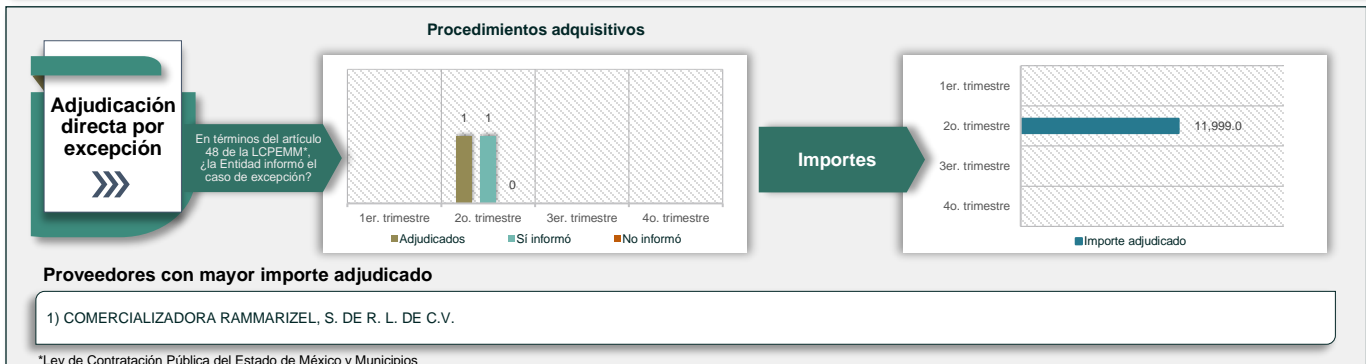 Procedimientos adquisitivos
Adjudicación
directa por
excepción
En términos del artículo
48 de la LCPEMM*,
¿la Entidad informó el
caso de excepción?
1 1
0
1er. trimestre 2o. trimestre 3er. trimestre 4o. trimestre
Adjudicados Sí informó No informó
Importes
1er. trimestre
2o. trimestre 11,999.0
3er. trimestre
4o. trimestre
Importe adjudicado
Proveedores con mayor importe adjudicado
1) COMERCIALIZADORA RAMMARIZEL, S. DE R. L. DE C.V.
*Ley de Contratación Pública del Estado de México y Municipios